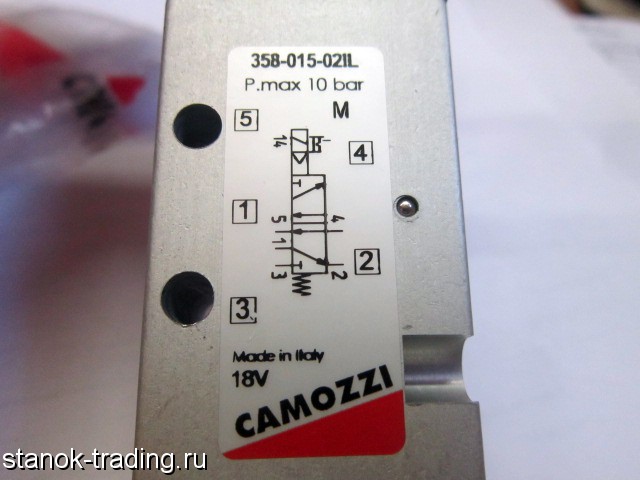 358-015-02IL
P.max 10 bar
M
5
14
4
1
5 4
1
2
3 2
3
Made in Italy
18V
CAMOZZI
stanok-trading.ru